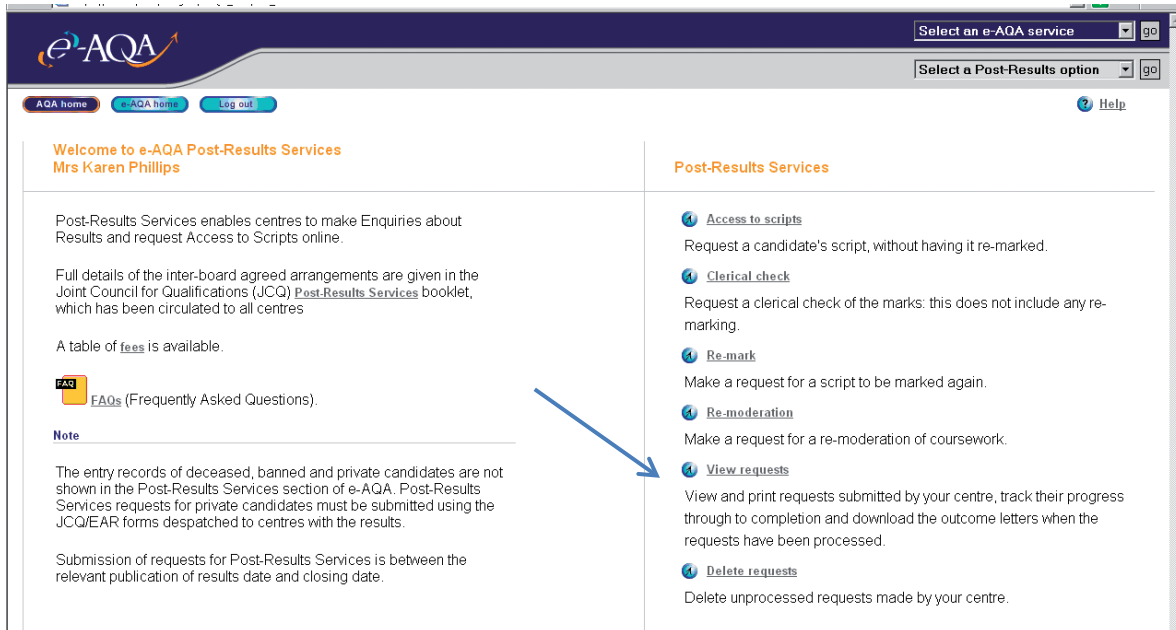 Select an e-AQA service
go
e-AQA
Select a Post-Results option
go
AQA home
e-AQA home
Log out
Help
Welcome to e-AQA Post-Results Services
Mrs Karen Phillips
Post-Results Services enables centres to make Enquiries about
Results and request Access to Scripts online.
Full details of the inter-board agreed arrangements are given in the
Joint Council for Qualifications (JCQ) Post-Results Services booklet,
which has been circulated to all centres
A table of fees is available.
FAQ
FAQs (Frequently Asked Questions).
Note
The entry records of deceased, banned and private candidates are not
shown in the Post-Results Services section of e-AQA. Post-Results
Services requests for private candidates must be submitted using the
JCQ/EAR forms despatched to centres with the results.
Submission of requests for Post-Results Services is between the
relevant publication of results date and closing date.
Post-Results Services
Access to scripts
Request a candidate's script, without having it re-marked.
Clerical check
Request a clerical check of the marks: this does not include any re-
marking.
Re-mark
Make a request for a script to be marked again.
Re-moderation
Make a request for a re-moderation of coursework.
View requests
View and print requests submitted by your centre, track their progress
through to completion and download the outcome letters when the
requests have been processed.
Delete requests
Delete unprocessed requests made by your centre.